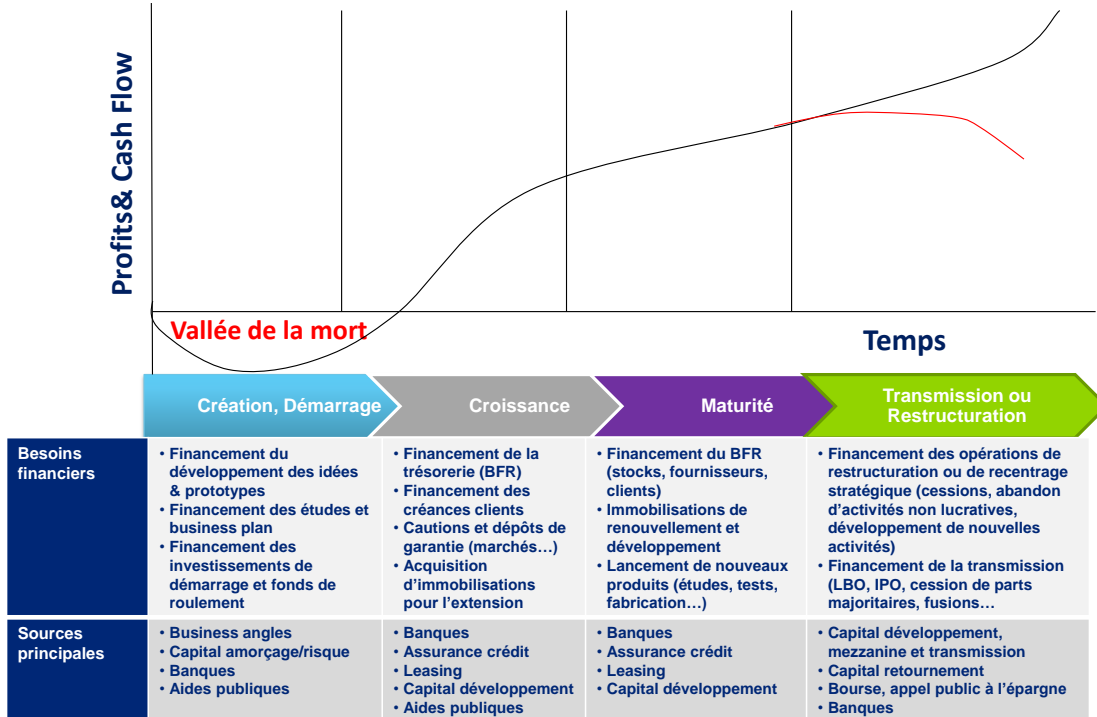 Profits& Cash Flow
Vallée de la mort
Temps
Création, Démarrage
Croissance
Maturité
Transmission ou
Restructuration
Besoins
financiers
• Financement du
développement des idées
& prototypes
• Financement des études et
business plan
• Financement des
investissements de
démarrage et fonds de
roulement
• Financement de la
trésorerie (BFR)
• Financement des
créances clients
• Cautions et dépôts de
garantie (marchés…)
• Acquisition
d’immobilisations
pour l’extension
• Financement du BFR
(stocks, fournisseurs,
clients)
• Immobilisations de
renouvellement et
développement
• Lancement de nouveaux
produits (études, tests,
fabrication…)
• Financement des opérations de
restructuration ou de recentrage
stratégique (cessions, abandon
d’activités non lucratives,
développement de nouvelles
activités)
• Financement de la transmission
(LBO, IPO, cession de parts
majoritaires, fusions…
Sources
principales
• Business angles
• Capital amorçage/risque
• Banques
• Aides publiques
• Banques
• Assurance crédit
• Leasing
• Capital développement
• Aides publiques
• Banques
• Assurance crédit
• Leasing
• Capital développement
• Capital développement,
mezzanine et transmission
• Capital retournement
• Bourse, appel public à l’épargne
• Banques